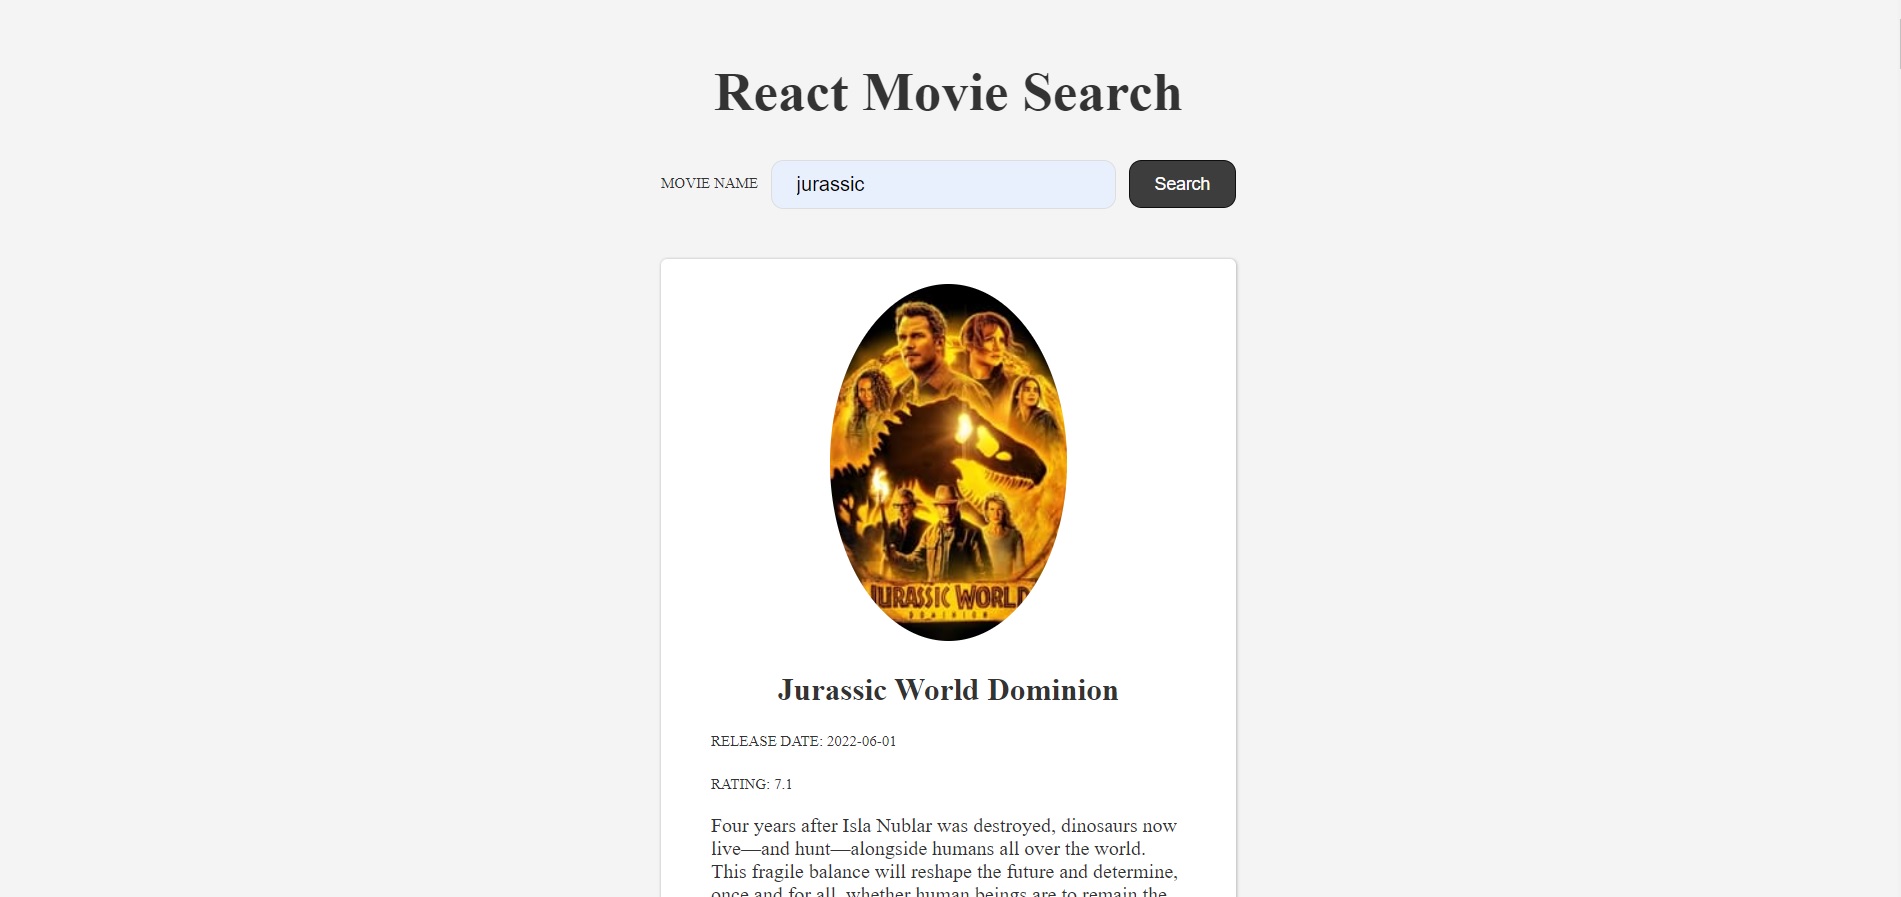 React Movie Search
MOVIE NAME jurassic Search
JURASSIC WORLD
DOMINION
Jurassic World Dominion
RELEASE DATE: 2022-06-01
RATING: 7.1
Four years after Isla Nublar was destroyed, dinosaurs now
live—and hunt—alongside humans all over the world.
This fragile balance will reshape the future and determine,
once and for all, whether human beings are to remain the